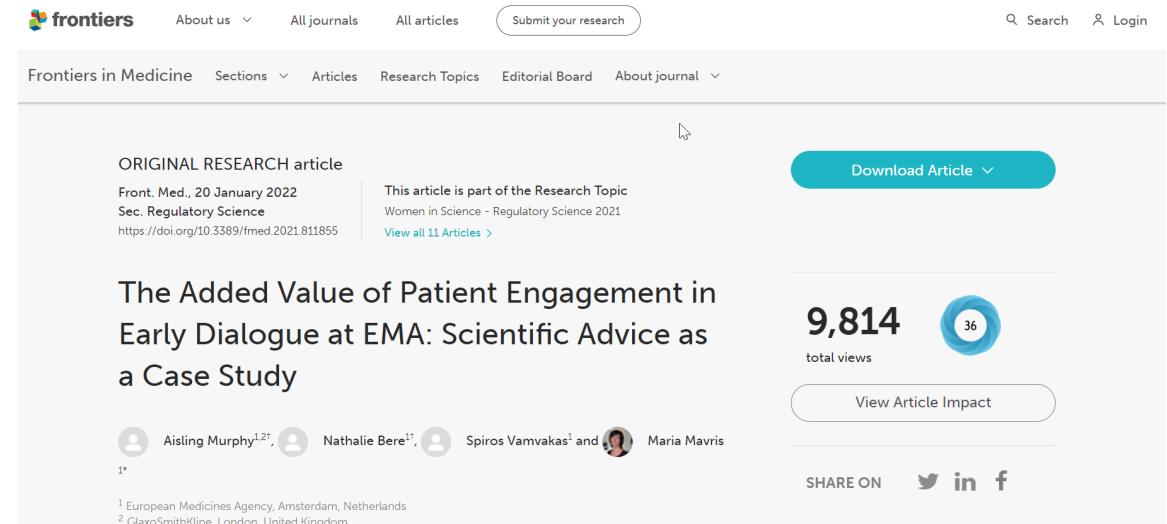 frontiers About us All journals All articles Submit your research Search Login
Frontiers in Medicine Sections Articles Research Topics Editorial Board About journal
ORIGINAL RESEARCH article
Front. Med., 20 January 2022
Sec. Regulatory Science
https://doi.org/10.3389/fmed.2021.811855
This article is part of the Research Topic
Women in Science - Regulatory Science 2021
View all 11 Articles >
Download Article
The Added Value of Patient Engagement in
Early Dialogue at EMA: Scientific Advice as
a Case Study
9,814
total views
36
View Article Impact
Aisling Murphy1,2†, Nathalie Bere1†, Spiros Vamvakas1 and Maria Mavris
1*
SHARE ON
1 European Medicines Agency, Amsterdam, Netherlands
2 GlaxoSmithKline, London, United Kingdom